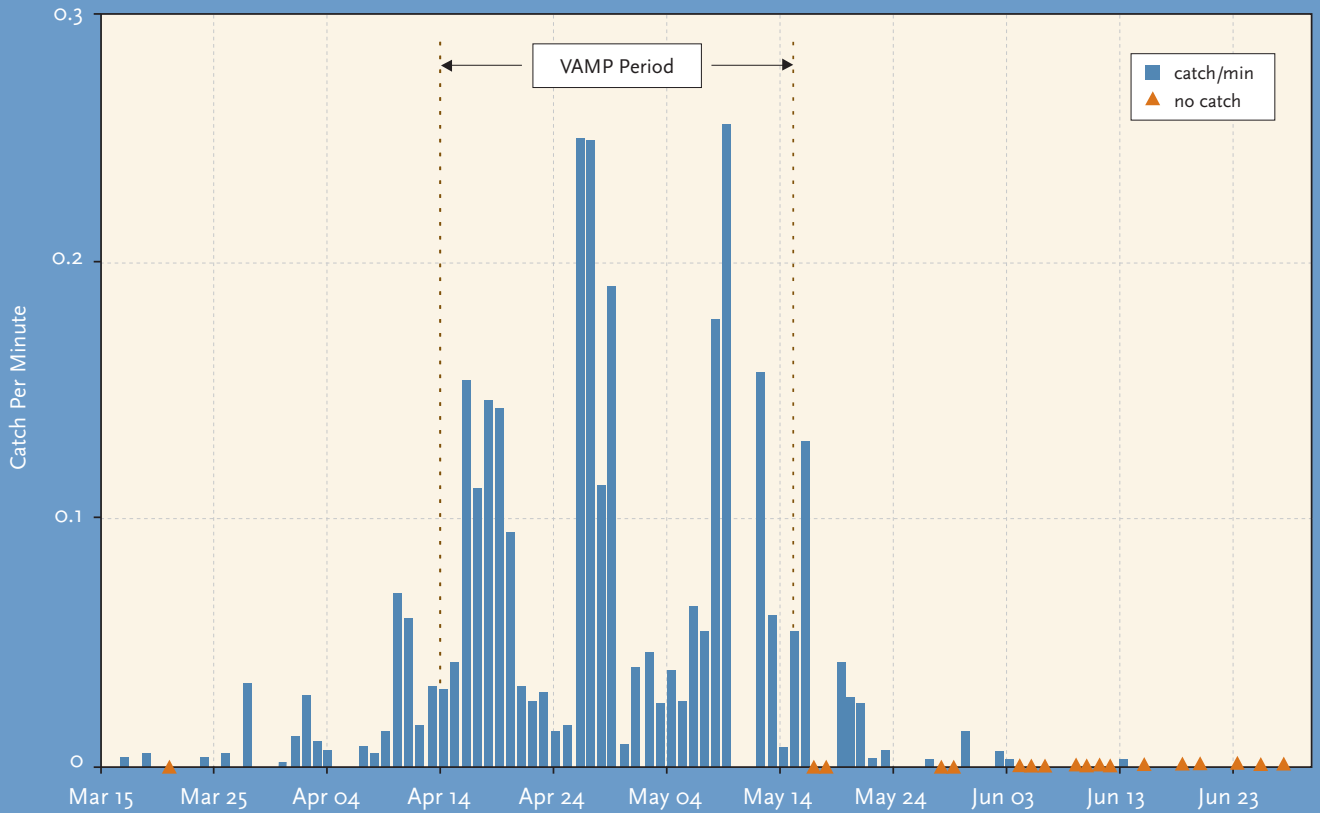 0.3
VAMP Period
catch/min
no catch
0.2
Catch Per Minute
0.1
0
Mar 15 Mar 25 Apr 04 Apr 14 Apr 24 May 04 May 14 May 24 Jun 03 Jun 13 Jun 23